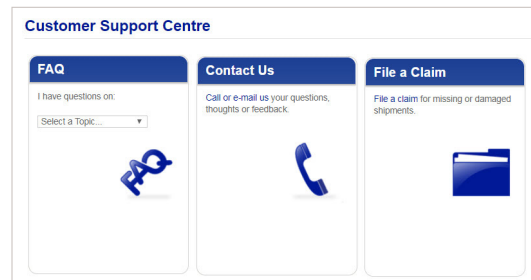 Customer Support Centre
FAQ
I have questions on:
Select a Topic...
FAQ
Contact Us
Call or e-mail us your questions,
thoughts or feedback.
File a Claim
File a claim for missing or damaged
shipments.